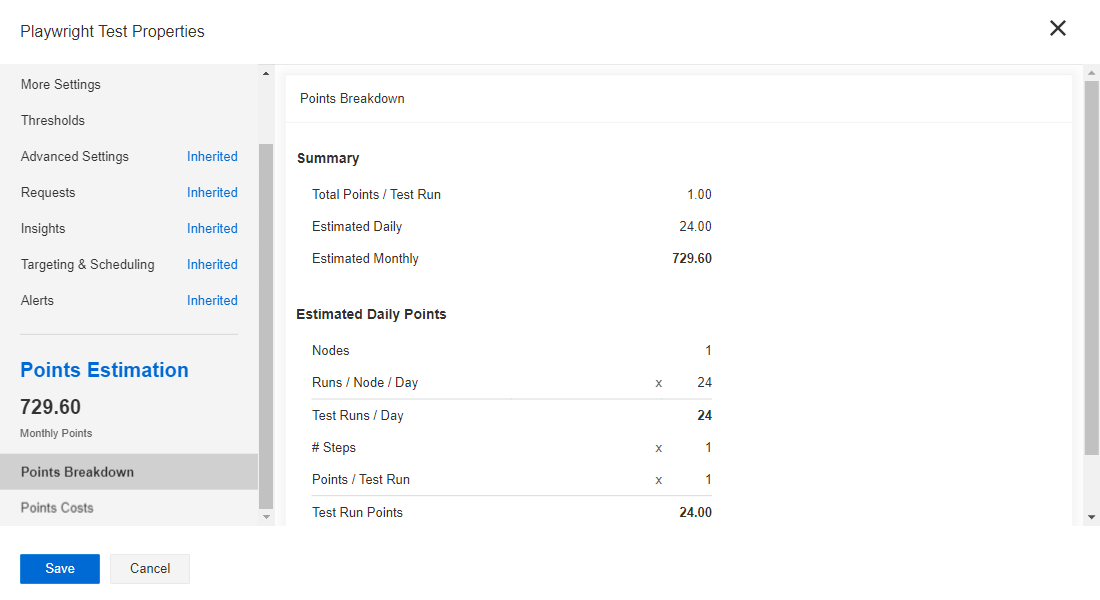 Playwright Test Properties
More Settings
Thresholds
Advanced Settings Inherited
Requests Inherited
Insights Inherited
Targeting & Scheduling Inherited
Alerts Inherited
Points Estimation
729.60
Monthly Points
Points Breakdown
Points Costs
Points Breakdown
Summary
Total Points / Test Run 1.00
Estimated Daily 24.00
Estimated Monthly 729.60
Estimated Daily Points
Nodes 1
Runs / Node / Day x 24
Test Runs / Day 24
# Steps x 1
Points / Test Run x 1
Test Run Points 24.00
Save Cancel